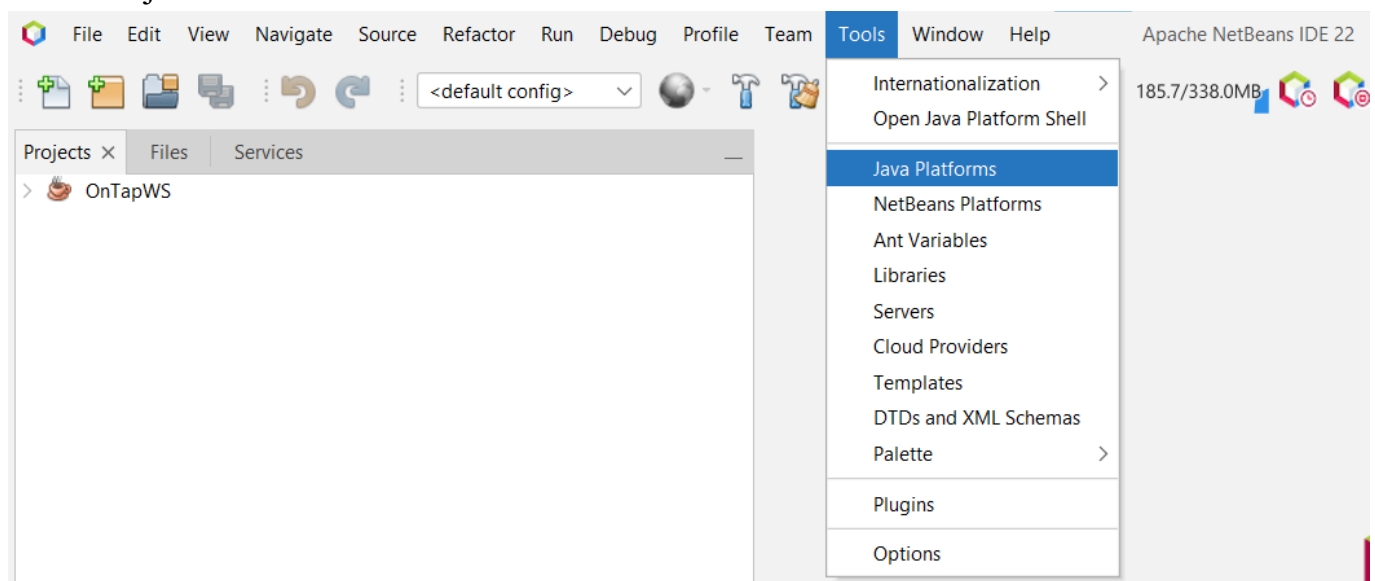 File Edit View Navigate Source Refactor Run Debug Profile Team Tools Window Help Apache NetBeans IDE 22
<default config>
185.7/338.0MB
Projects Files Services
OnTapWS
Internationalization
Open Java Platform Shell
Java Platforms
NetBeans Platforms
Ant Variables
Libraries
Servers
Cloud Providers
Templates
DTDs and XML Schemas
Palette
Plugins
Options